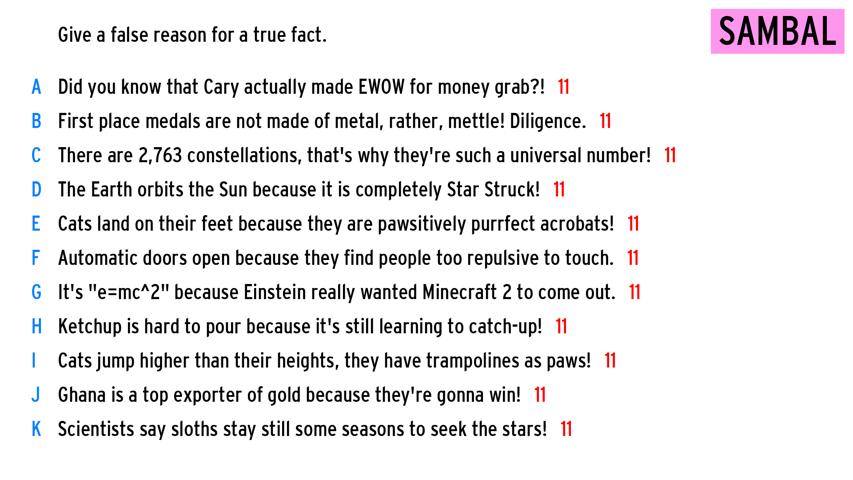 Give a false reason for a true fact.
SAMBAL
A Did you know that Cary actually made EWOW for money grab?! 11
B First place medals are not made of metal, rather, mettle! Diligence. 11
C There are 2,763 constellations, that's why they're such a universal number! 11
D The Earth orbits the Sun because it is completely Star Struck! 11
E Cats land on their feet because they are pawsitively purrfect acrobats! 11
F Automatic doors open because they find people too repulsive to touch. 11
G It's "e=mc^2" because Einstein really wanted Minecraft 2 to come out. 11
H Ketchup is hard to pour because it's still learning to catch-up! 11
I Cats jump higher than their heights, they have trampolines as paws! 11
J Ghana is a top exporter of gold because they're gonna win! 11
K Scientists say sloths stay still some seasons to seek the stars! 11